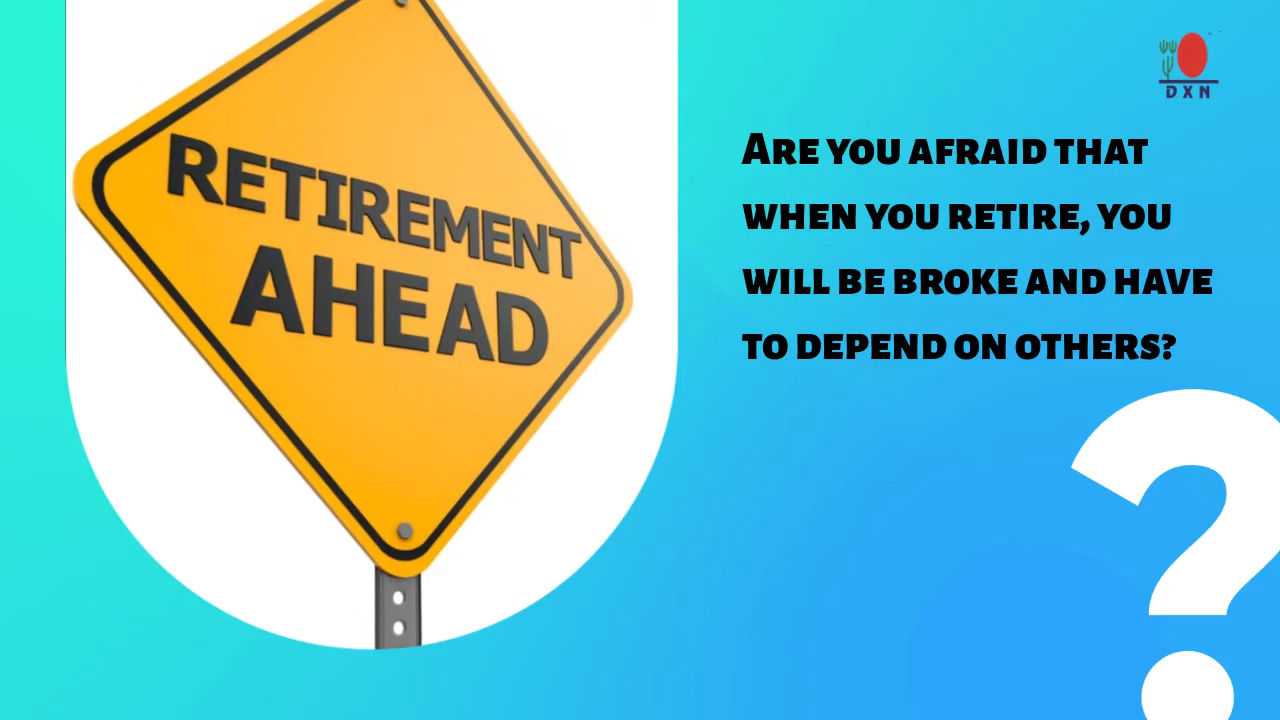 RETIREMENT
AHEAD
DXN
Are you afraid that
when you retire, you
will be broke and have
to depend on others?
?